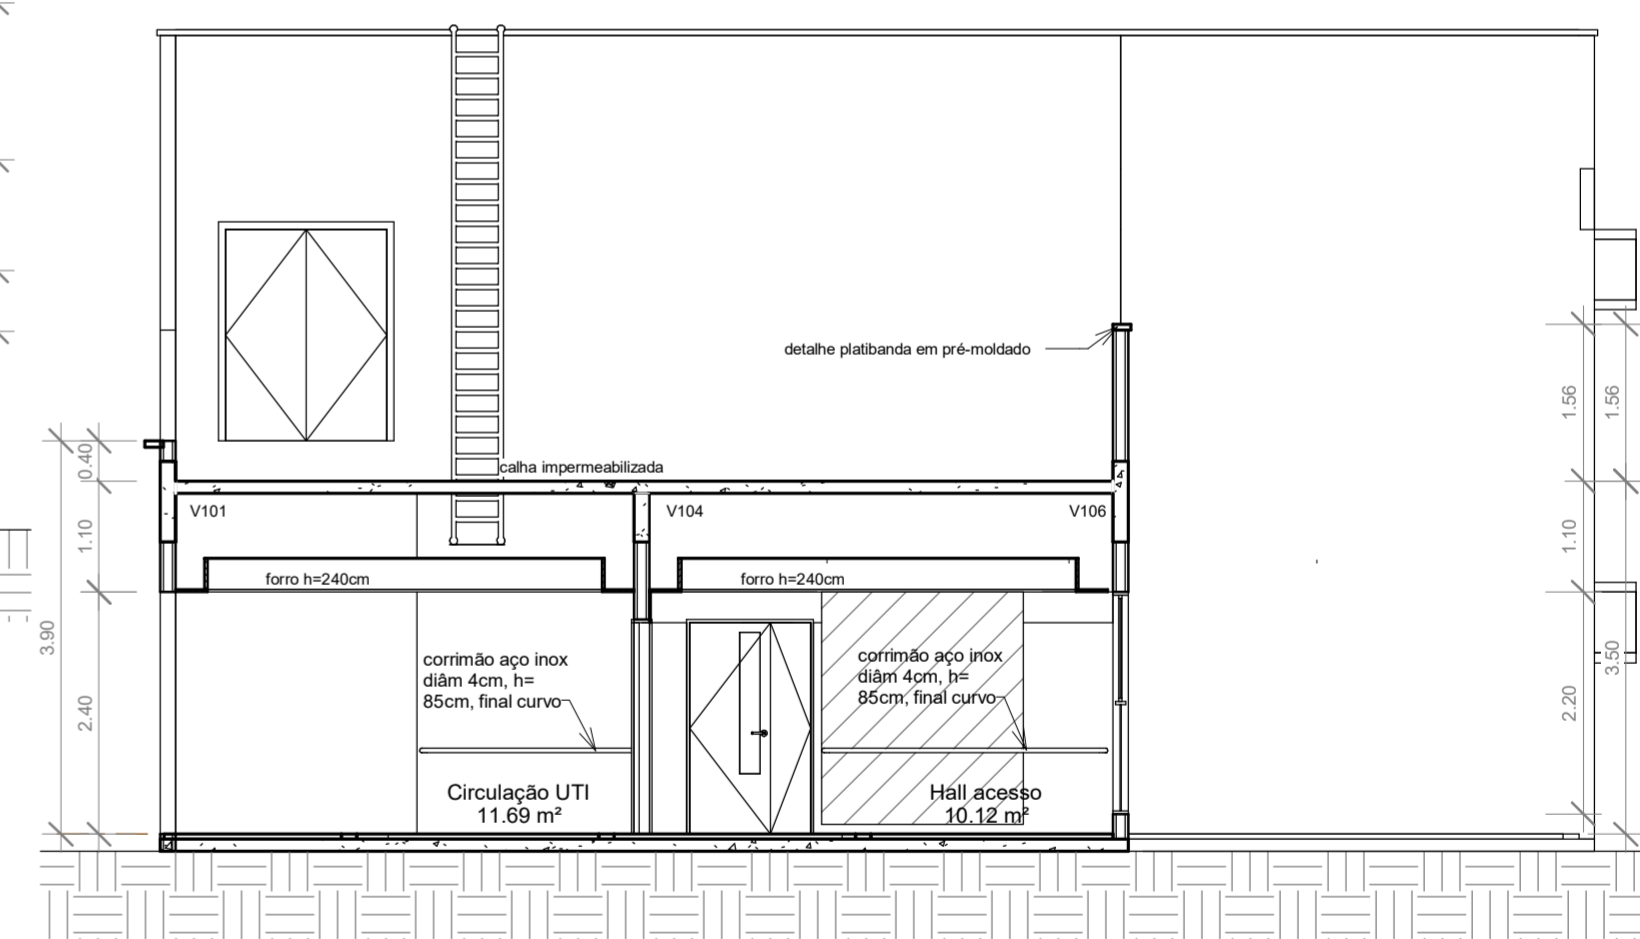 detalhe platibanda em pré-moldado
1.56
1.56
0.40
calha impermeabilizada
V101
V104
V106
1.10
1.10
forro h=240cm
forro h=240cm
3.90
corrimão aço inox
diâm 4cm, h=
85cm, final curvo
corrimão aço inox
diâm 4cm, h=
85cm, final curvo
3.50
2.40
2.20
Circulação UTI
11.69 m²
Hall acesso
10.12 m²